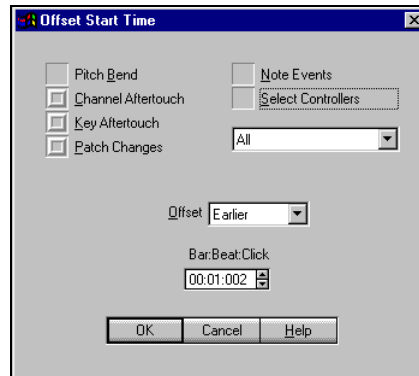 Offset Start Time
Pitch Bend
Channel Aftertouch
Key Aftertouch
Patch Changes
Note Events
Select Controllers
All
Offset Earlier
Bar:Beat:Click
00:01:002
OK Cancel Help